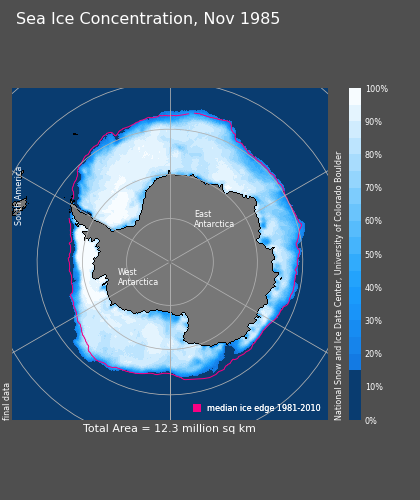 Sea Ice Concentration, Nov 1985
100%
90%
80%
70%
60%
50%
40%
30%
20%
10%
0%
South America
East
Antarctica
West
Antarctica
National Snow and Ice Data Center, University of Colorado Boulder
final data
median ice edge 1981-2010
Total Area = 12.3 million sq km